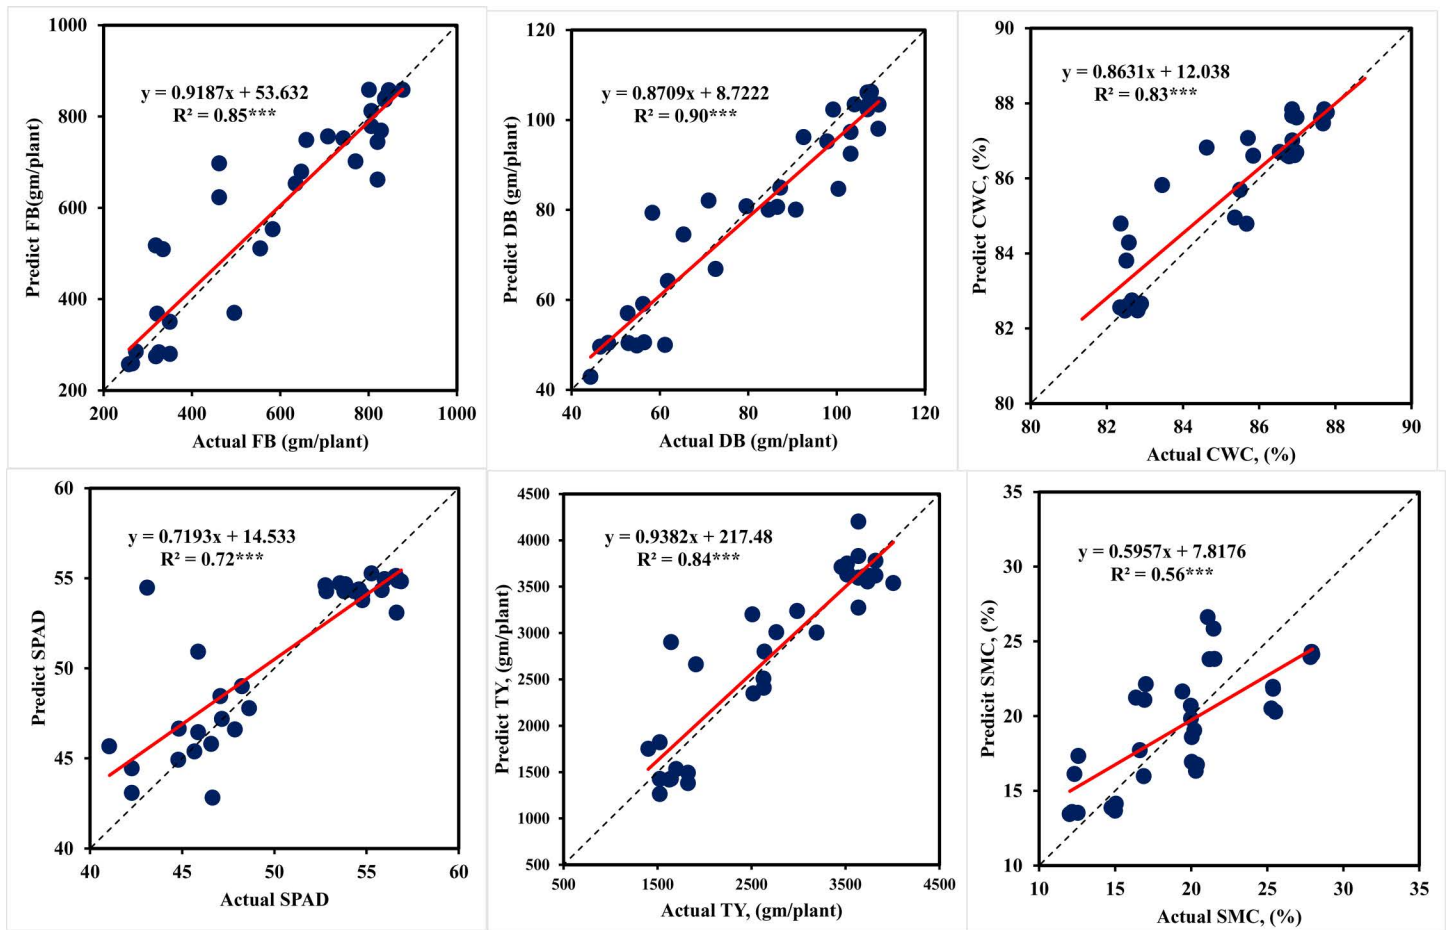 1000
800
600
400
200
200
400
600
800
1000
Predict FB(gm/plant)
y = 0.9187x + 53.632
R² = 0.85***
Actual FB (gm/plant)
120
100
80
60
40
40
60
80
100
120
Predict DB (gm/plant)
y = 0.8709x + 8.7222
R² = 0.90***
Actual DB (gm/plant)
90
88
86
84
82
80
80
82
84
86
88
90
Predict CWC, (%)
y = 0.8631x + 12.038
R² = 0.83***
Actual CWC, (%)
60
55
50
45
40
40
45
50
55
60
Predict SPAD
y = 0.7193x + 14.533
R² = 0.72***
Actual SPAD
4500
4000
3500
3000
2500
2000
1500
1000
500
500
1500
2500
3500
4500
Predict TY, (gm/plant)
y = 0.9382x + 217.48
R² = 0.84***
Actual TY, (gm/plant)
35
30
25
20
15
10
10
15
20
25
30
35
Predicit SMC, (%)
y = 0.5957x + 7.8176
R² = 0.56***
Actual SMC, (%)